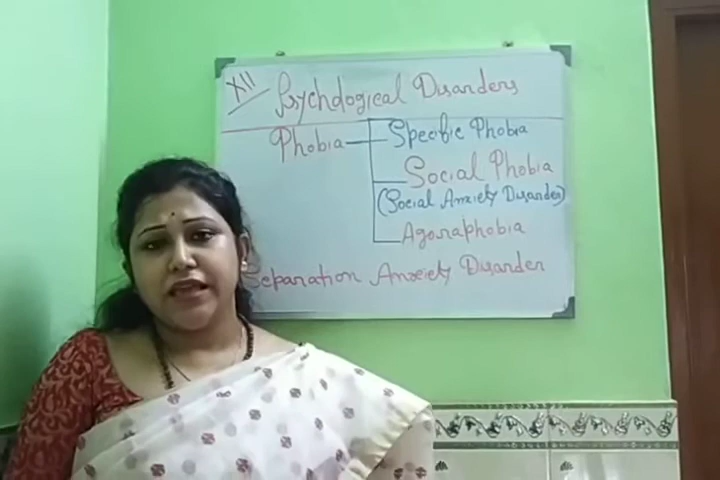 XII Psychological Disorders
Phobia Specific Phobia
Social Phobia
(Social Anxiety Disorder)
Agoraphobia
Separation Anxiety Disorder